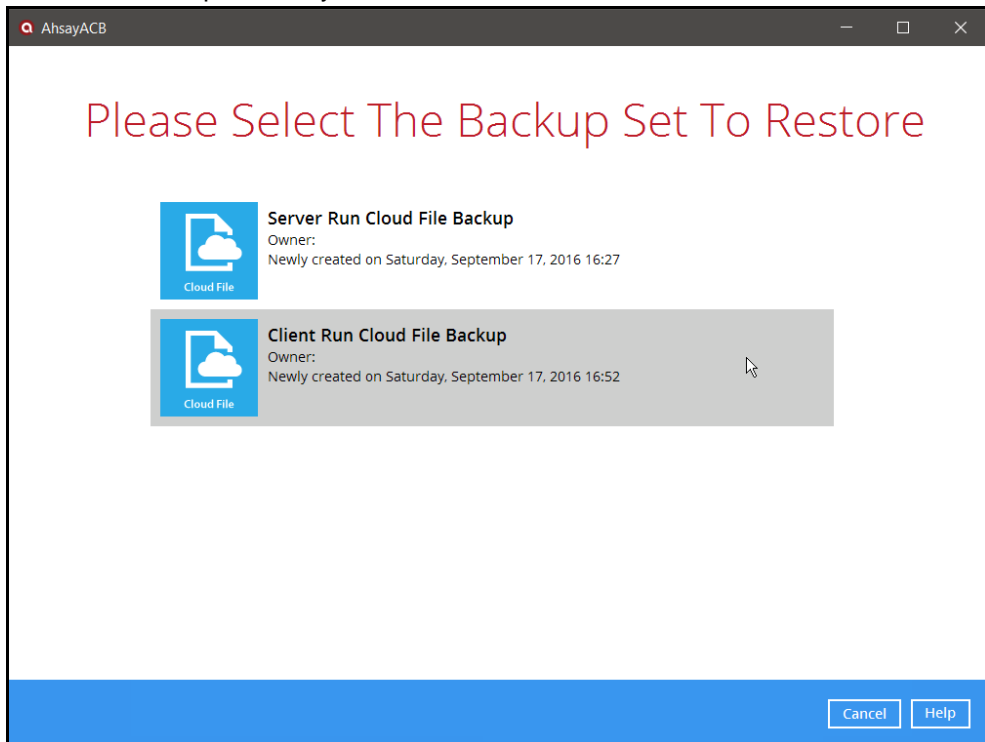 AhsayACB
Please Select The Backup Set To Restore
Server Run Cloud File Backup
Owner:
Newly created on Saturday, September 17, 2016 16:27
Cloud File
Client Run Cloud File Backup
Owner:
Newly created on Saturday, September 17, 2016 16:52
Cloud File
Cancel
Help